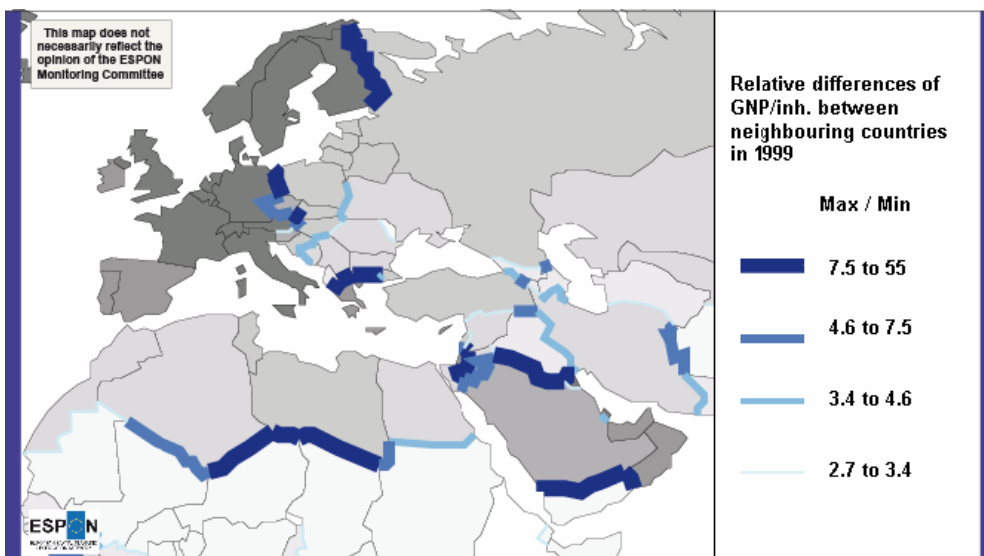 This map does not
necessarily reflect the
opinion of the ESPON
Monitoring Committee
Relative differences of
GNP/inh. between
neighbouring countries
in 1999
Max / Min
7.5 to 55
4.6 to 7.5
3.4 to 4.6
2.7 to 3.4
ESPON